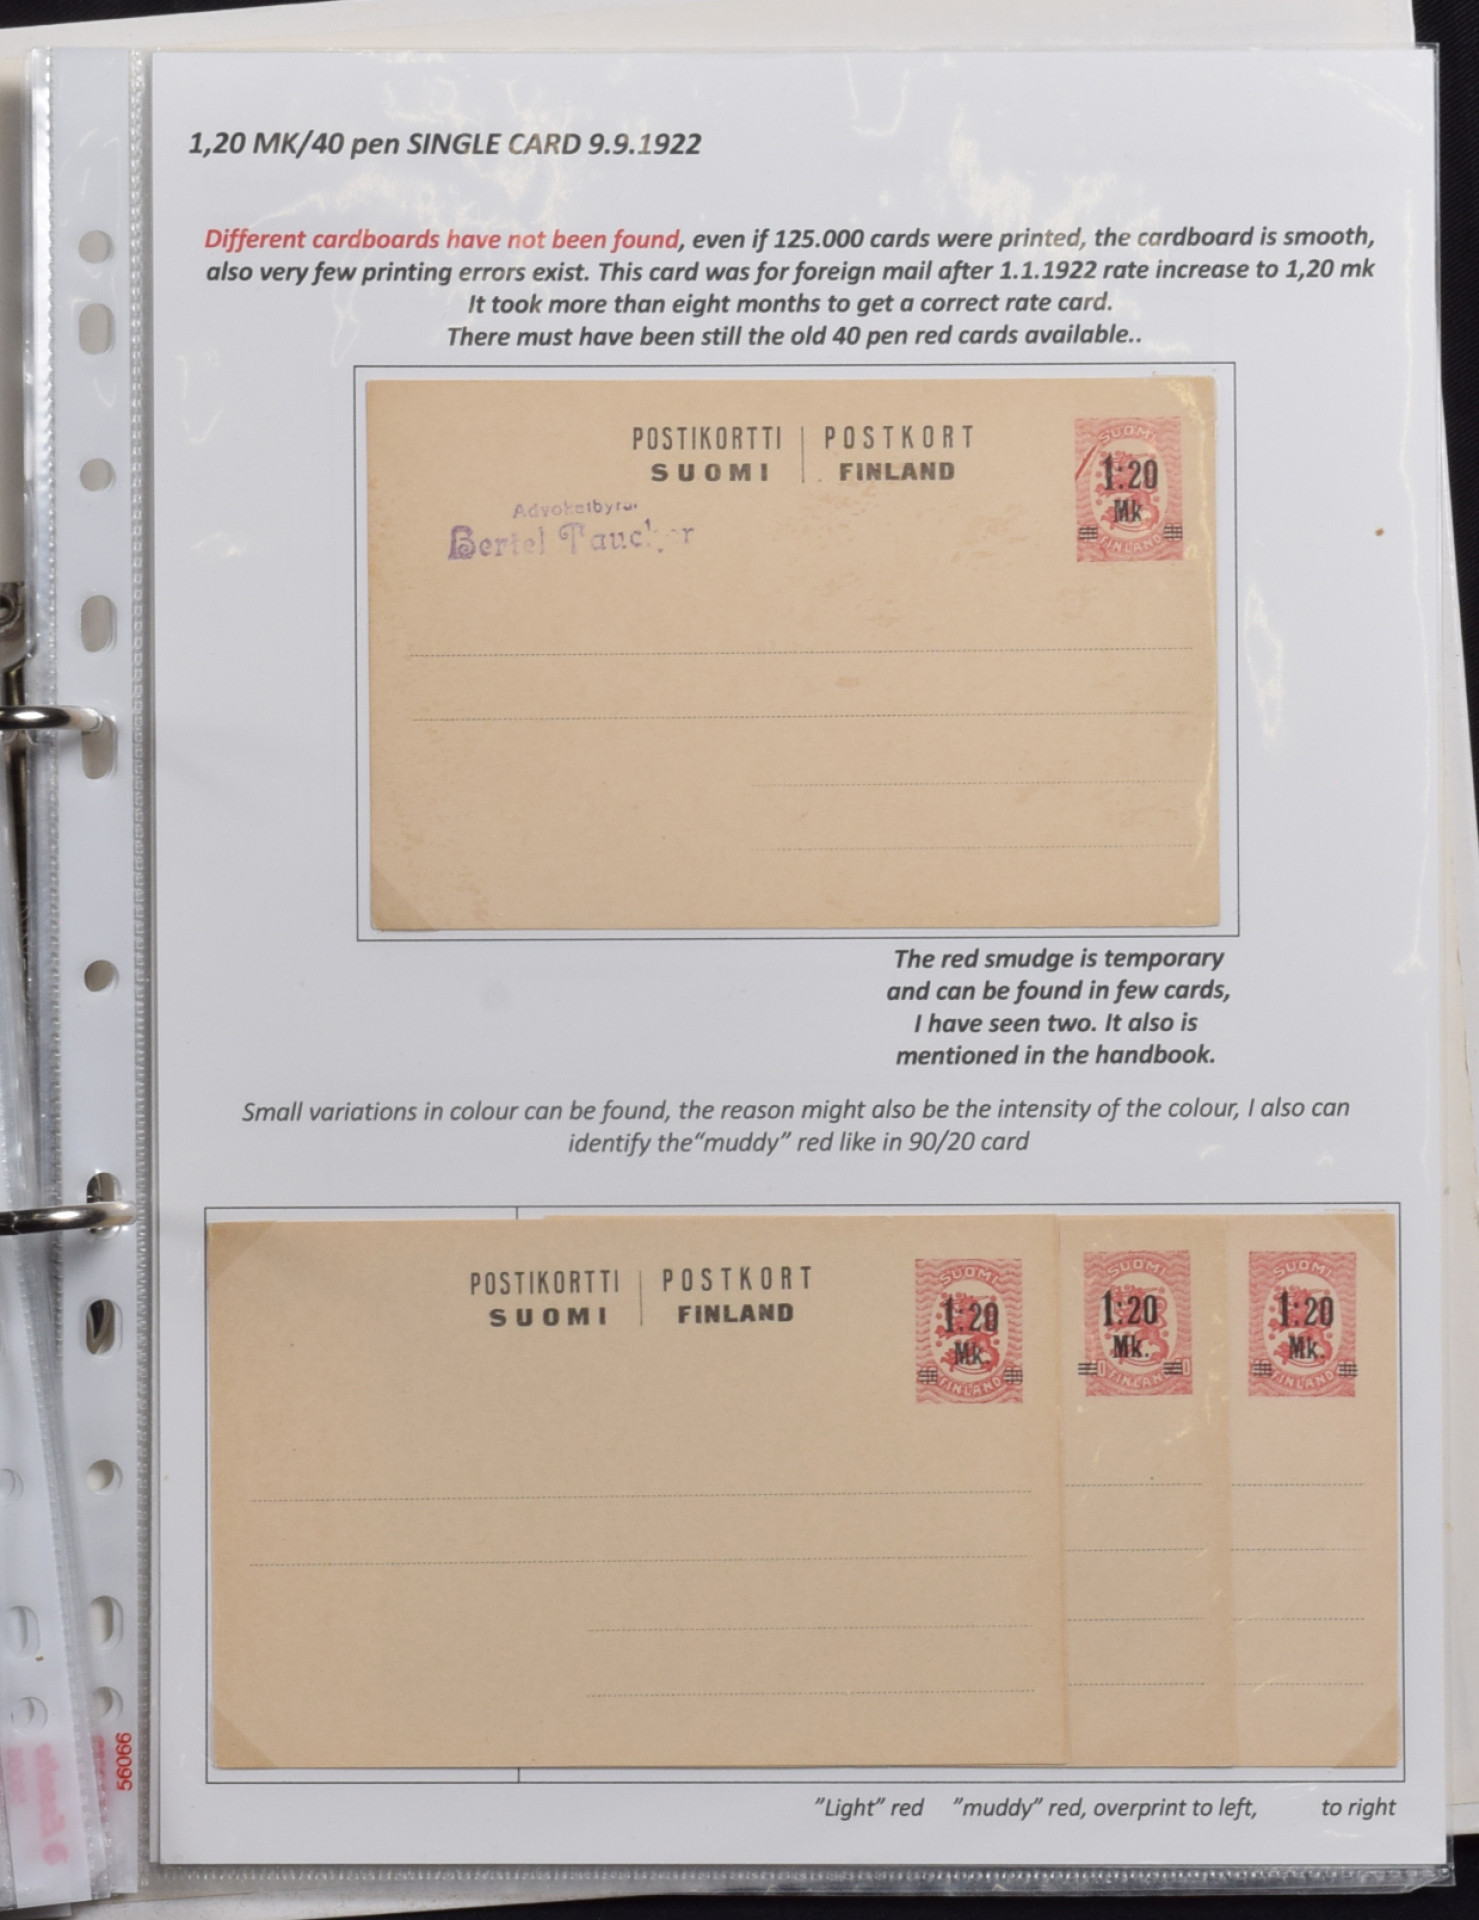 1,20 MK/40 pen SINGLE CARD 9.9.1922
Different cardboards have not been found, even if 125.000 cards were printed, the cardboard is smooth,
also very few printing errors exist. This card was for foreign mail after 1.1.1922 rate increase to 1,20 mk
It took more than eight months to get a correct rate card.
There must have been still the old 40 pen red cards available..
POSTIKORTTI | POSTKORT
SUOMI | FINLAND
SUOMI
1:20
Mk
FINLAND
Bertel
The red smudge is temporary
and can be found in few cards,
I have seen two. It also is
mentioned in the handbook.
Small variations in colour can be found, the reason might also be the intensity of the colour, I also can
identify the“muddy” red like in 90/20 card
POSTIKORTTI | POSTKORT
SUOMI | FINLAND
SUOMI
1:20
Mk.
FINLAND
SUOMI
1:20
Mk.
FINLAND
SUOMI
1:20
Mk.
FINLAND
”Light” red ”muddy” red, overprint to left, to right
56066